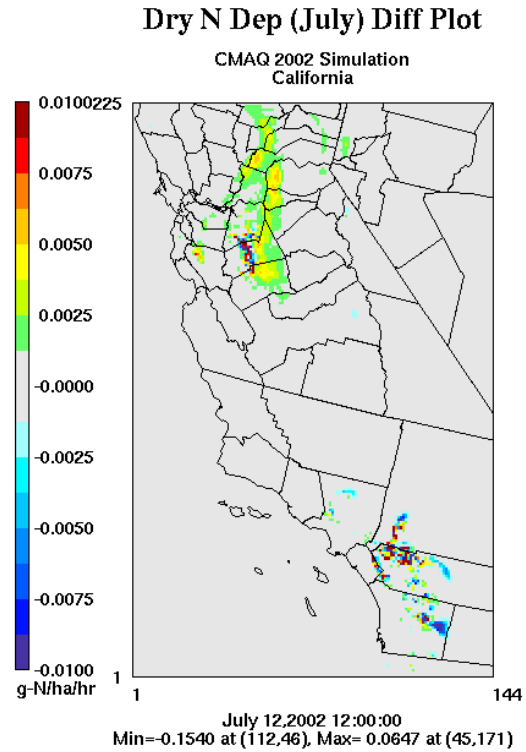 Dry N Dep (July) Diff Plot
CMAQ 2002 Simulation
California
0.0100225
0.0075
0.0050
0.0025
-0.0000
-0.0025
-0.0050
-0.0075
-0.0100
g-N/ha/hr
1
1
144
July 12,2002 12:00:00
Min=-0.1540 at (112,46), Max= 0.0647 at (45,171)